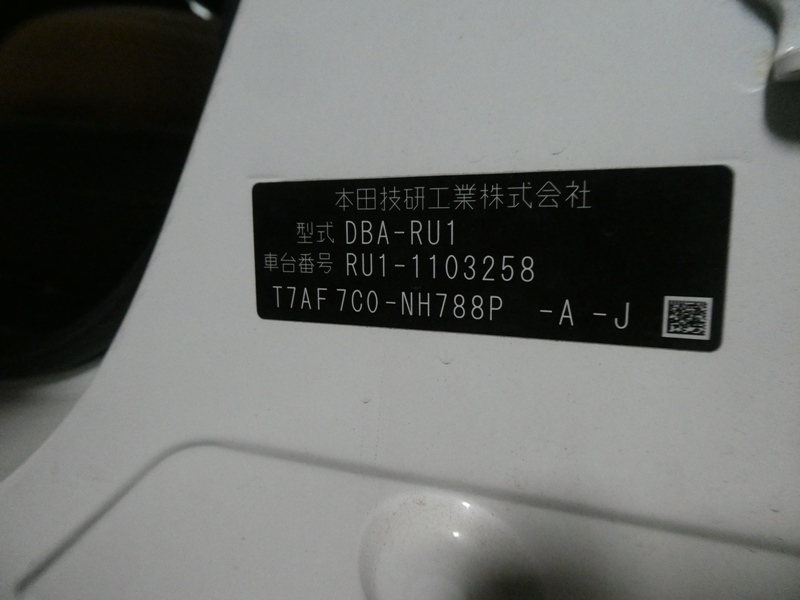 本田技研工業株式会社
型式 DBA-RU1
車台番号 RU1-1103258
T7AF7C0-NH788P -A -J